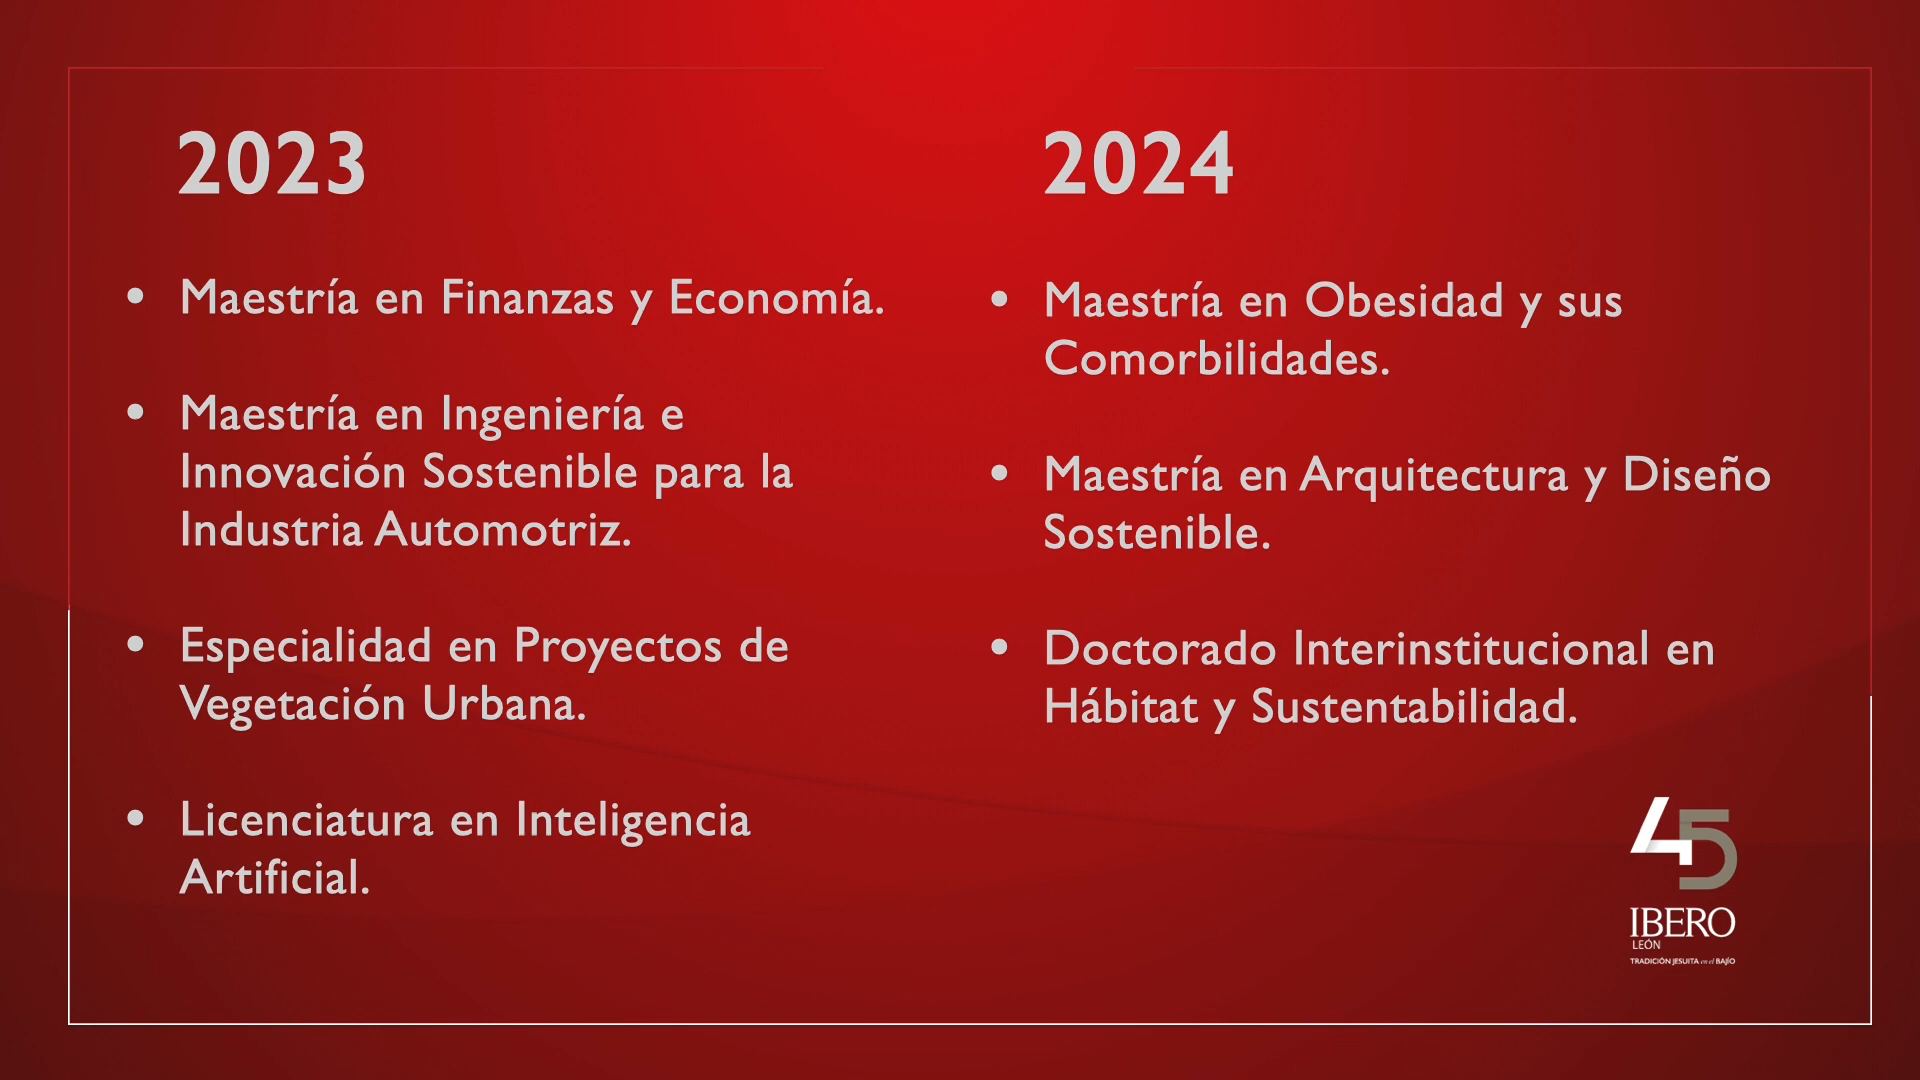 2023
• Maestría en Finanzas y Economía.
• Maestría en Ingeniería e
Innovación Sostenible para la
Industria Automotriz.
• Especialidad en Proyectos de
Vegetación Urbana.
• Licenciatura en Inteligencia
Artificial.
2024
• Maestría en Obesidad y sus
Comorbilidades.
• Maestría en Arquitectura y Diseño
Sostenible.
• Doctorado Interinstitucional en
Hábitat y Sustentabilidad.
45
IBERO
LEÓN
TRADICIÓN JESUITA en el BAJÍO